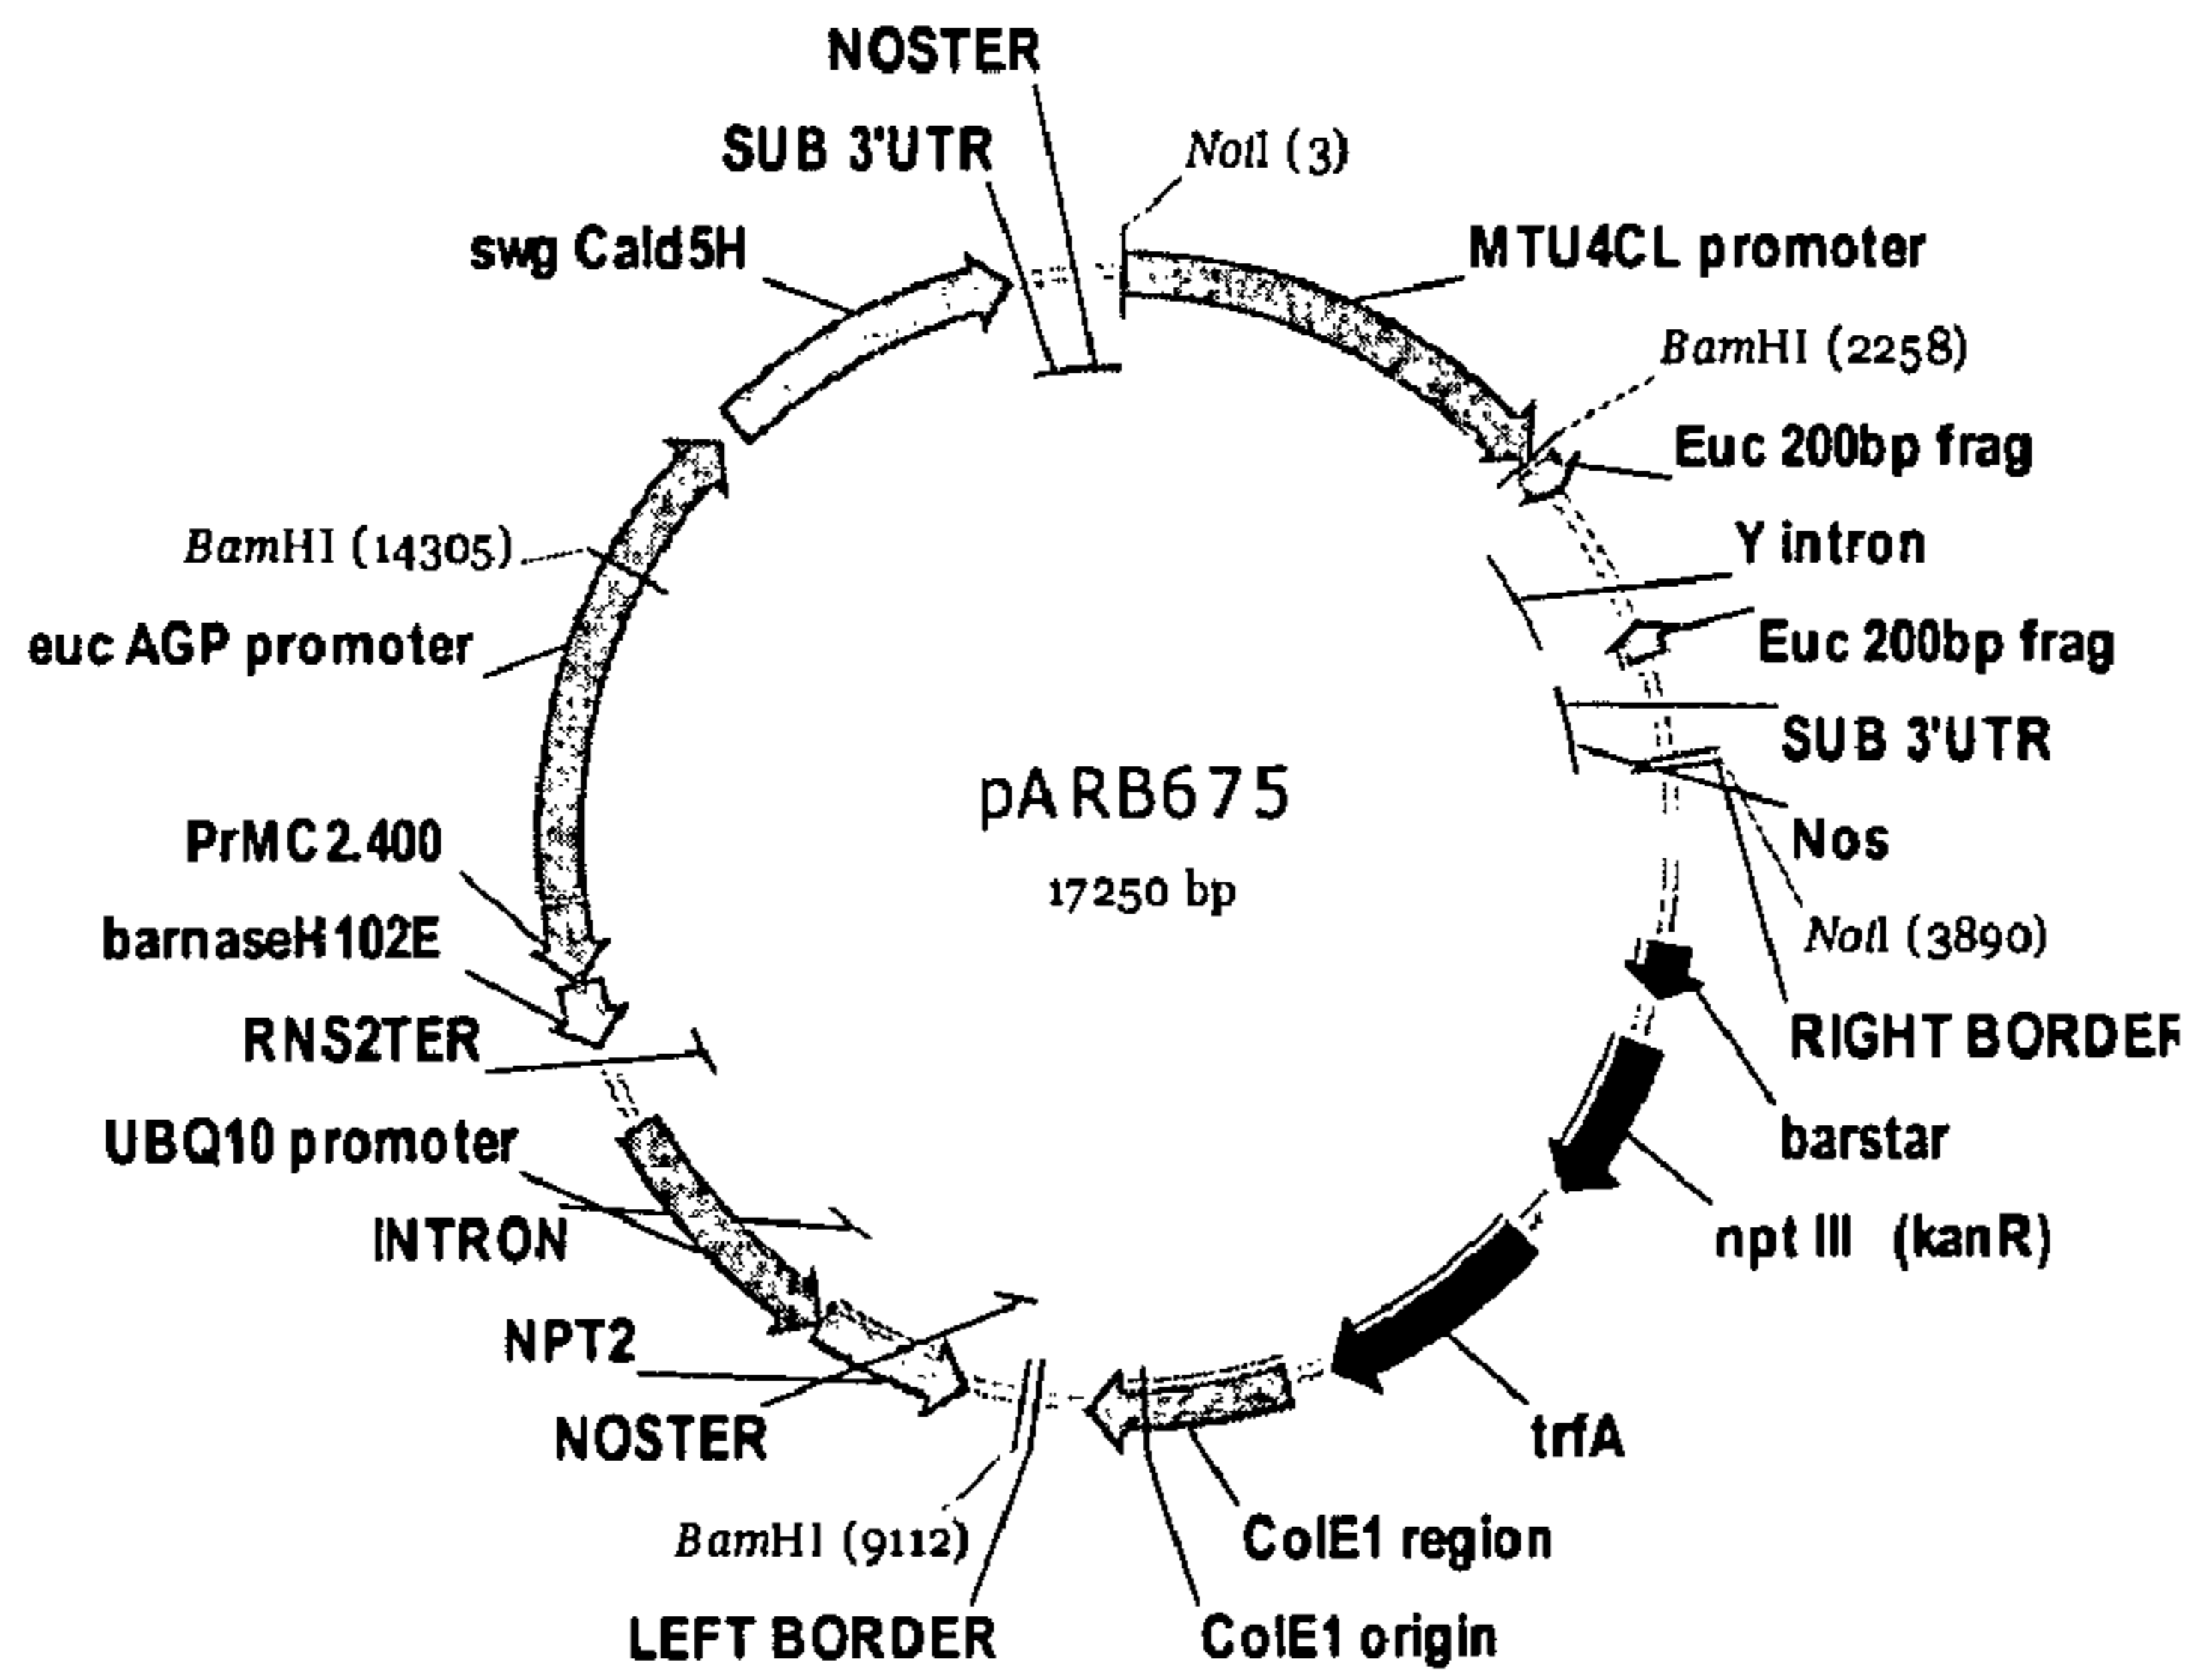 NOSTER
SUB 3'UTR
NotI (3)
swg Cald5H
MTU4CL promoter
BamHI (2258)
Euc 200bp frag
BamHI (14305)
Y intron
euc AGP promoter
Euc 200bp frag
SUB 3'UTR
pARB675
17250 bp
PrMC2.400
Nos
barnaseH102E
NotI (3890)
RNS2TER
RIGHT BORDER
UBQ10 promoter
barstar
INTRON
npt III (kanR)
NPT2
NOSTER
trfA
BamHI (9112)
ColE1 region
LEFT BORDER
ColE1 origin